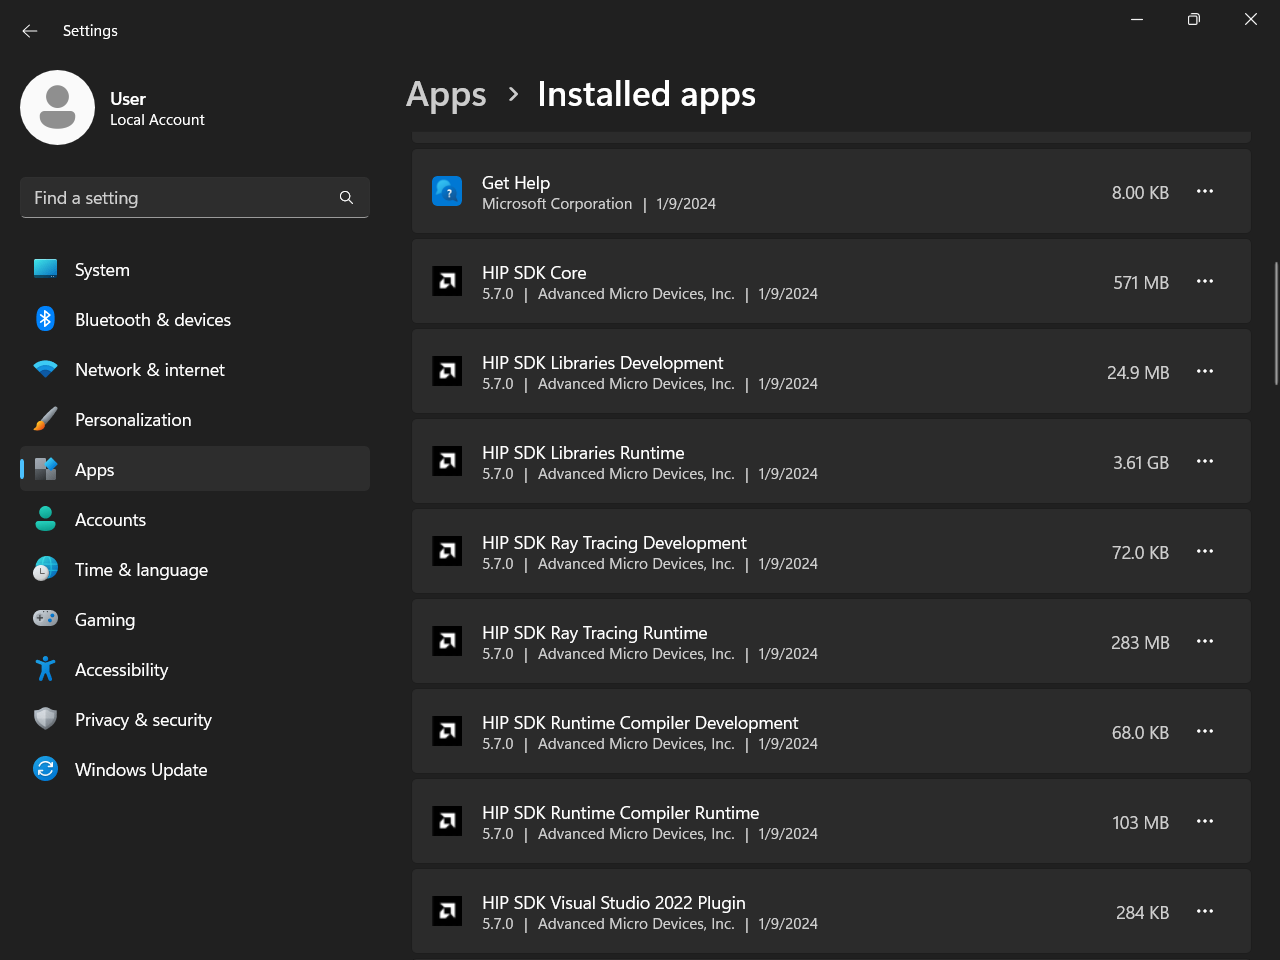 Settings
User
Local Account
Find a setting
System
Bluetooth & devices
Network & internet
Personalization
Apps
Accounts
Time & language
Gaming
Accessibility
Privacy & security
Windows Update
Apps > Installed apps
Get Help
Microsoft Corporation | 1/9/2024
8.00 KB
HIP SDK Core
5.7.0 | Advanced Micro Devices, Inc. | 1/9/2024
571 MB
HIP SDK Libraries Development
5.7.0 | Advanced Micro Devices, Inc. | 1/9/2024
24.9 MB
HIP SDK Libraries Runtime
5.7.0 | Advanced Micro Devices, Inc. | 1/9/2024
3.61 GB
HIP SDK Ray Tracing Development
5.7.0 | Advanced Micro Devices, Inc. | 1/9/2024
72.0 KB
HIP SDK Ray Tracing Runtime
5.7.0 | Advanced Micro Devices, Inc. | 1/9/2024
283 MB
HIP SDK Runtime Compiler Development
5.7.0 | Advanced Micro Devices, Inc. | 1/9/2024
68.0 KB
HIP SDK Runtime Compiler Runtime
5.7.0 | Advanced Micro Devices, Inc. | 1/9/2024
103 MB
HIP SDK Visual Studio 2022 Plugin
5.7.0 | Advanced Micro Devices, Inc. | 1/9/2024
284 KB